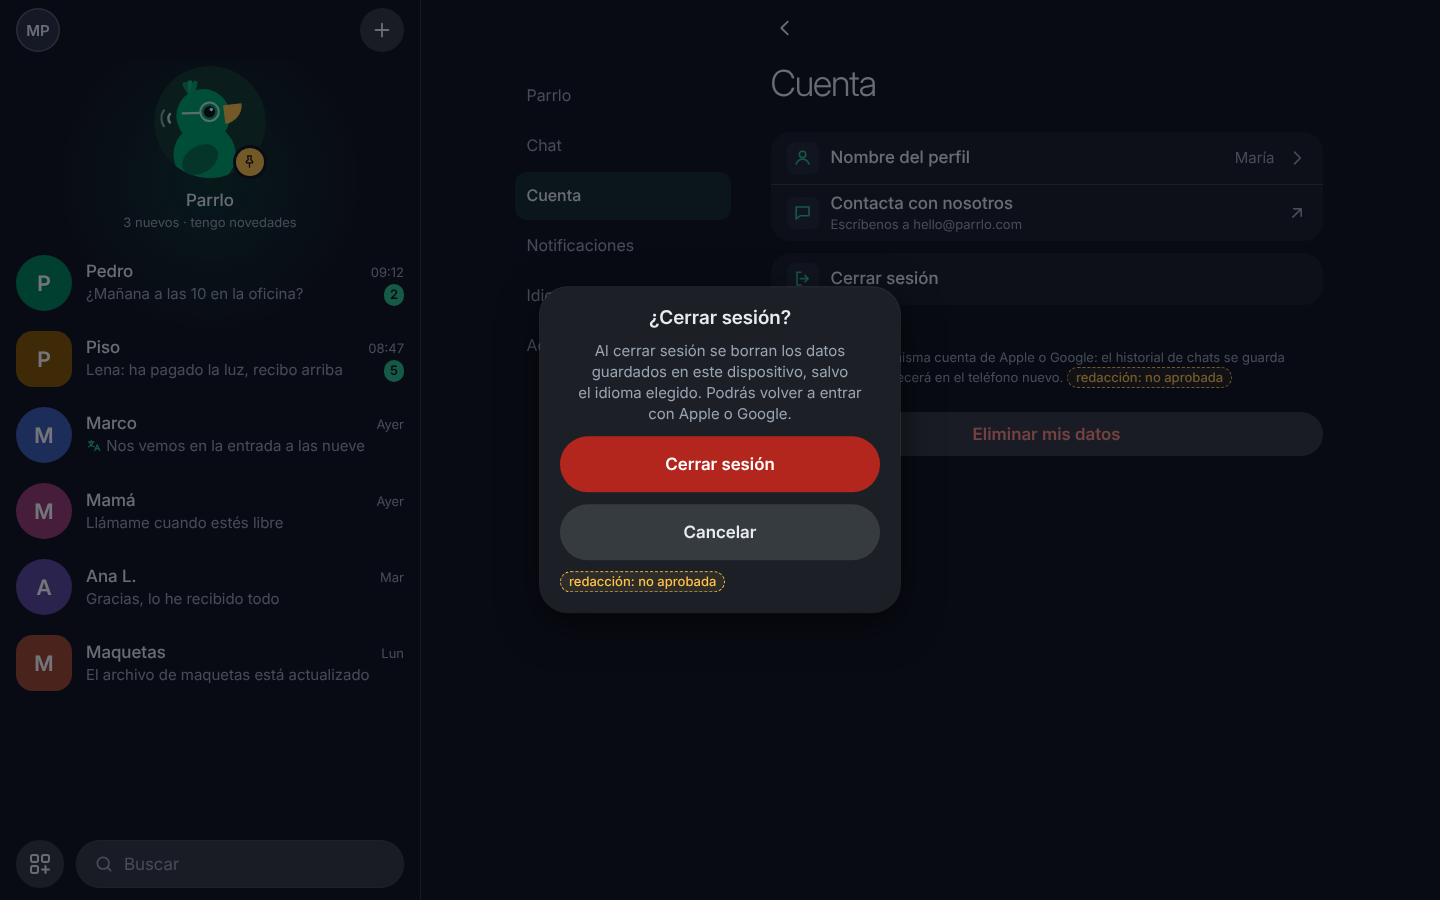 MP
Parrlo
3 nuevos · tengo novedades
Pedro
09:12
¿Mañana a las 10 en la oficina?
2
P
Piso
08:47
Lena: ha pagado la luz, recibo arriba
5
P
Marco
Ayer
Nos vemos en la entrada a las nueve
M
Mamá
Ayer
Llámame cuando estés libre
M
Ana L.
Mar
Gracias, lo he recibido todo
A
Maquetas
Lun
El archivo de maquetas está actualizado
M
Buscar
Parrlo
Chat
Cuenta
Notificaciones
Cuenta
Nombre del perfil
María
Contacta con nosotros
Escríbenos a hello@parrlo.com
Cerrar sesión
cuenta de Apple o Google: el historial de chats se guarda
en el teléfono nuevo. redacción: no aprobada
Eliminar mis datos
¿Cerrar sesión?
Al cerrar sesión se borran los datos
guardados en este dispositivo, salvo
el idioma elegido. Podrás volver a entrar
con Apple o Google.
Cerrar sesión
Cancelar
redacción: no aprobada